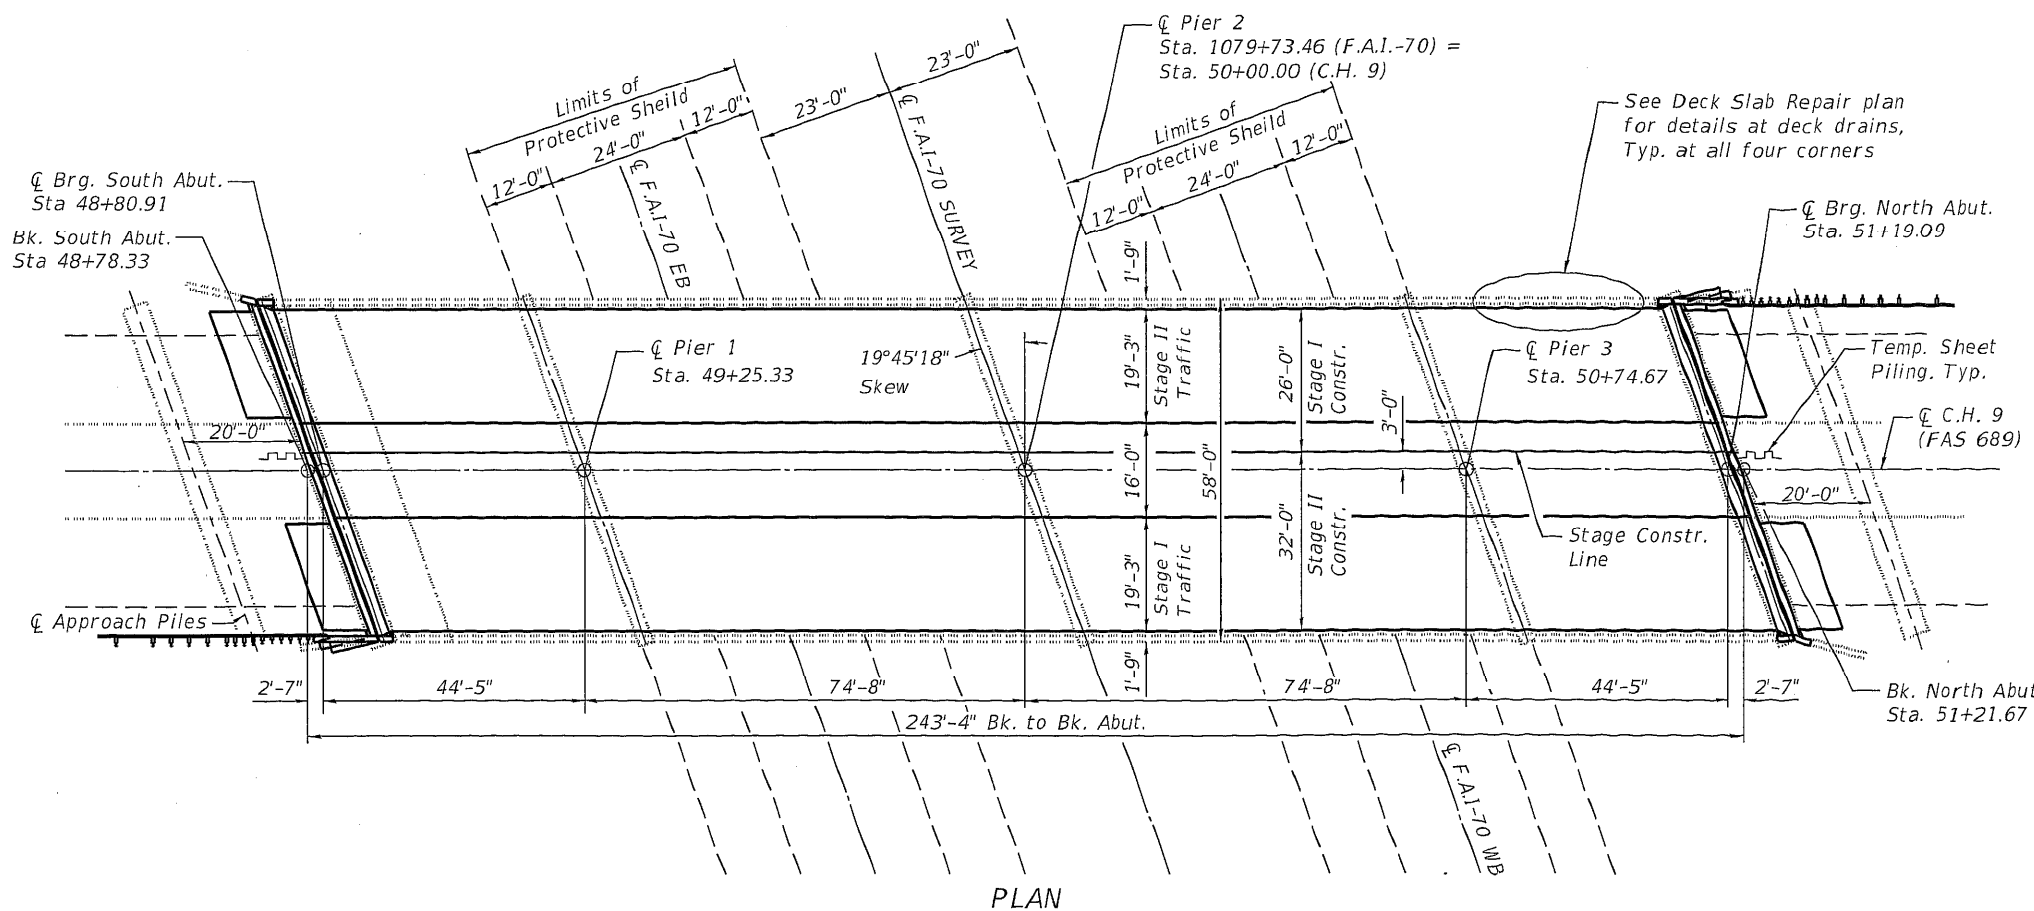 ℄ Pier 2
Sta. 1079+73.46 (F.A.I.-70) =
Sta. 50+00.00 (C.H. 9)
23'-0"
23'-0"
℄ F.A.I-70 SURVEY
Limits of
Protective Sheild
12'-0"
24'-0"
12'-0"
℄ F.A.I-70 EB
Limits of
Protective Sheild
12'-0"
24'-0"
12'-0"
See Deck Slab Repair plan
for details at deck drains,
Typ. at all four corners
℄ Brg. South Abut.
Sta 48+80.91
Bk. South Abut.
Sta 48+78.33
℄ Brg. North Abut.
Sta. 51+19.09
1'-9"
℄ Pier 1
Sta. 49+25.33
19°45'18"
Skew
19'-3"
Stage II
Traffic
26'-0"
Stage I
Constr.
3'-0"
℄ Pier 3
Sta. 50+74.67
Temp. Sheet
Piling. Typ.
℄ C.H. 9
(FAS 689)
20'-0"
16'-0"
58'-0"
20'-0"
32'-0"
Stage II
Constr.
Stage Constr.
Line
19'-3"
Stage I
Traffic
℄ Approach Piles
1'-9"
2'-7"
44'-5"
74'-8"
74'-8"
44'-5"
2'-7"
Bk. North Abut
Sta. 51+21.67
243'-4" Bk. to Bk. Abut.
℄ F.A.I-70 WB
PLAN